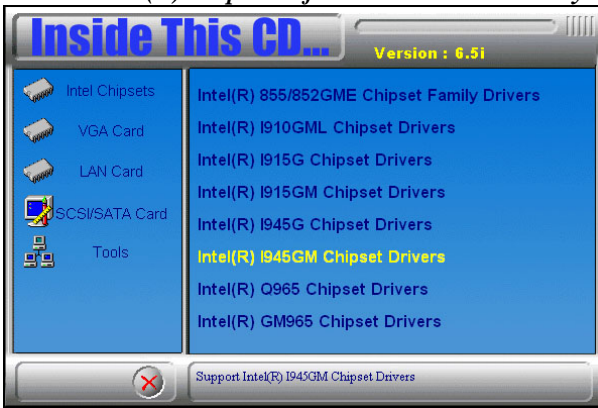 Inside This CD...
Version : 6.5i
Intel Chipsets
VGA Card
LAN Card
SCSI/SATA Card
Tools
Intel(R) 855/852GME Chipset Family Drivers
Intel(R) I910GML Chipset Drivers
Intel(R) I915G Chipset Drivers
Intel(R) I915GM Chipset Drivers
Intel(R) I945G Chipset Drivers
Intel(R) I945GM Chipset Drivers
Intel(R) Q965 Chipset Drivers
Intel(R) GM965 Chipset Drivers
Support Intel(R) I945GM Chipset Drivers